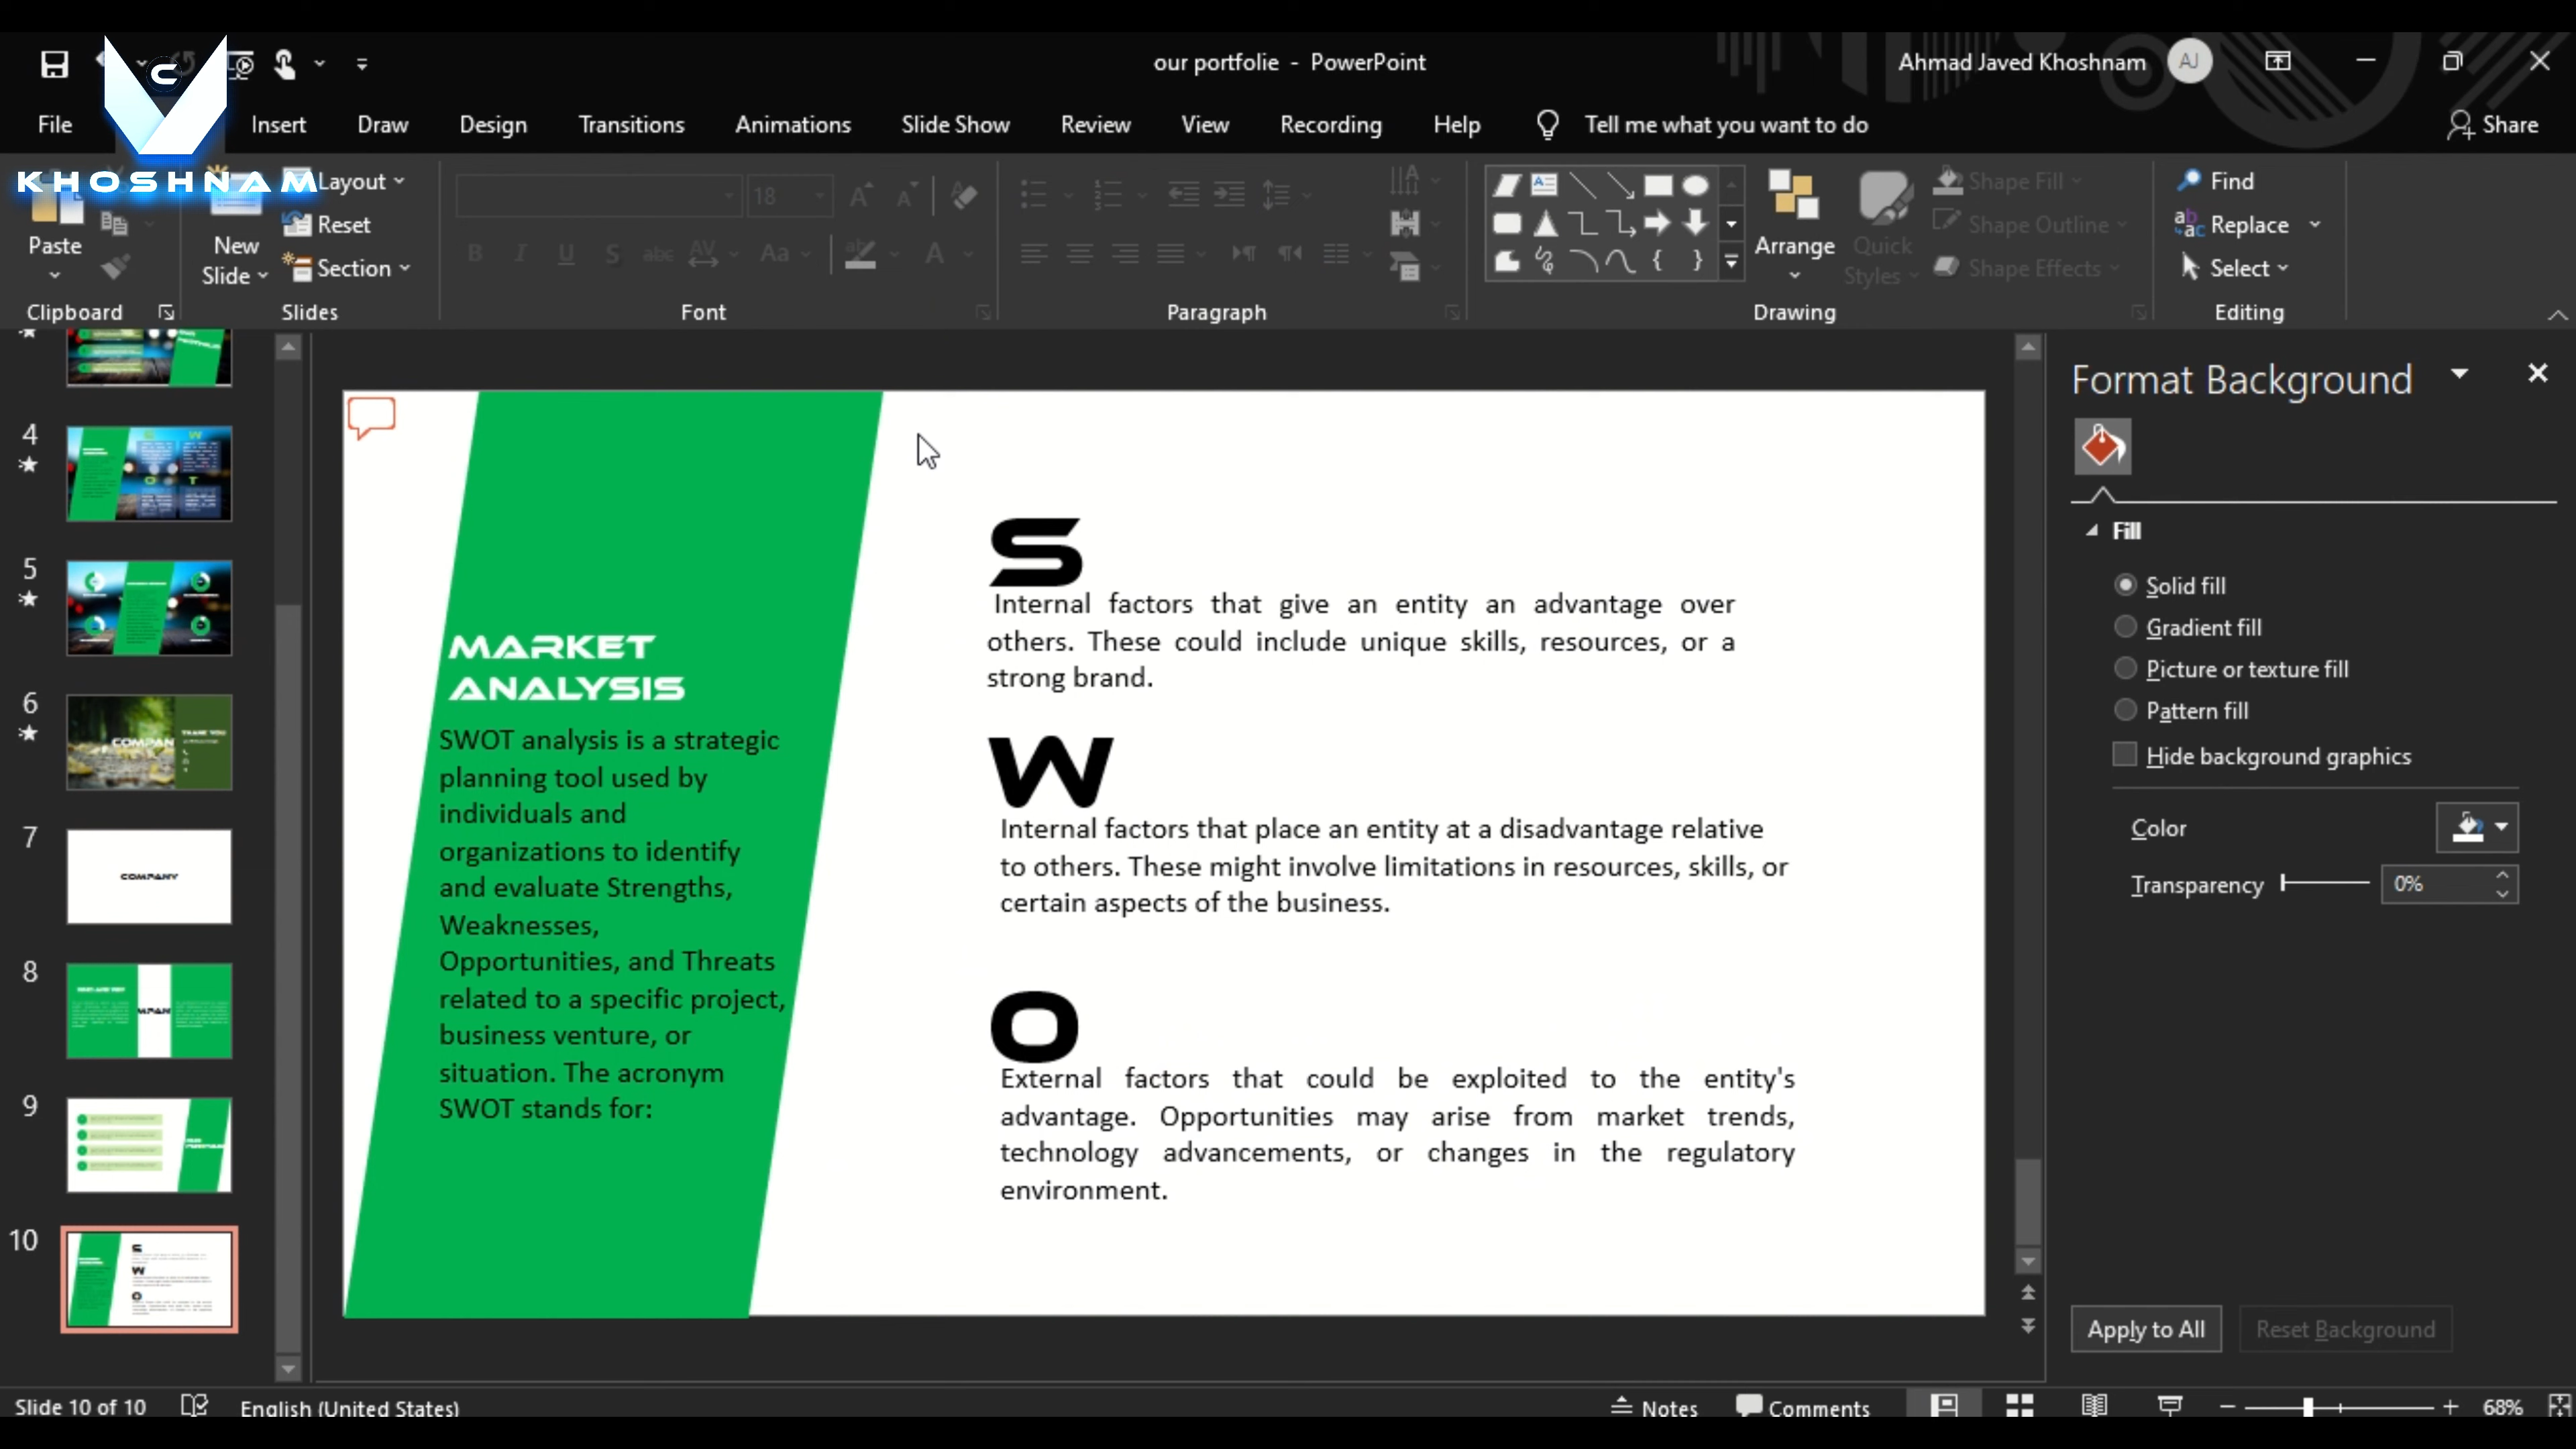 our portfolie - PowerPoint
Ahmad Javed Khoshnam
AJ
C
KHOSHNAM
File
Insert
Draw
Design
Transitions
Animations
Slide Show
Review
View
Recording
Help
Tell me what you want to do
Share
Paste
New
Slide
Layout
Reset
Section
18
Arrange
Quick
Styles
Shape Fill
Shape Outline
Shape Effects
Find
Replace
Select
Clipboard
Slides
Font
Paragraph
Drawing
Editing
4
5
6
COMPAN
THANK YOU
7
COMPANY
8
MPAN
9
10
MARKET
ANALYSIS
SWOT analysis is a strategic
planning tool used by
individuals and
organizations to identify
and evaluate Strengths,
Weaknesses,
Opportunities, and Threats
related to a specific project,
business venture, or
situation. The acronym
SWOT stands for:
S
Internal factors that give an entity an advantage over
others. These could include unique skills, resources, or a
strong brand.
W
Internal factors that place an entity at a disadvantage relative
to others. These might involve limitations in resources, skills, or
certain aspects of the business.
O
External factors that could be exploited to the entity's
advantage. Opportunities may arise from market trends,
technology advancements, or changes in the regulatory
environment.
Format Background
Fill
Solid fill
Gradient fill
Picture or texture fill
Pattern fill
Hide background graphics
Color
Transparency
0%
Apply to All
Reset Background
Slide 10 of 10
English (United States)
Notes
Comments
68%